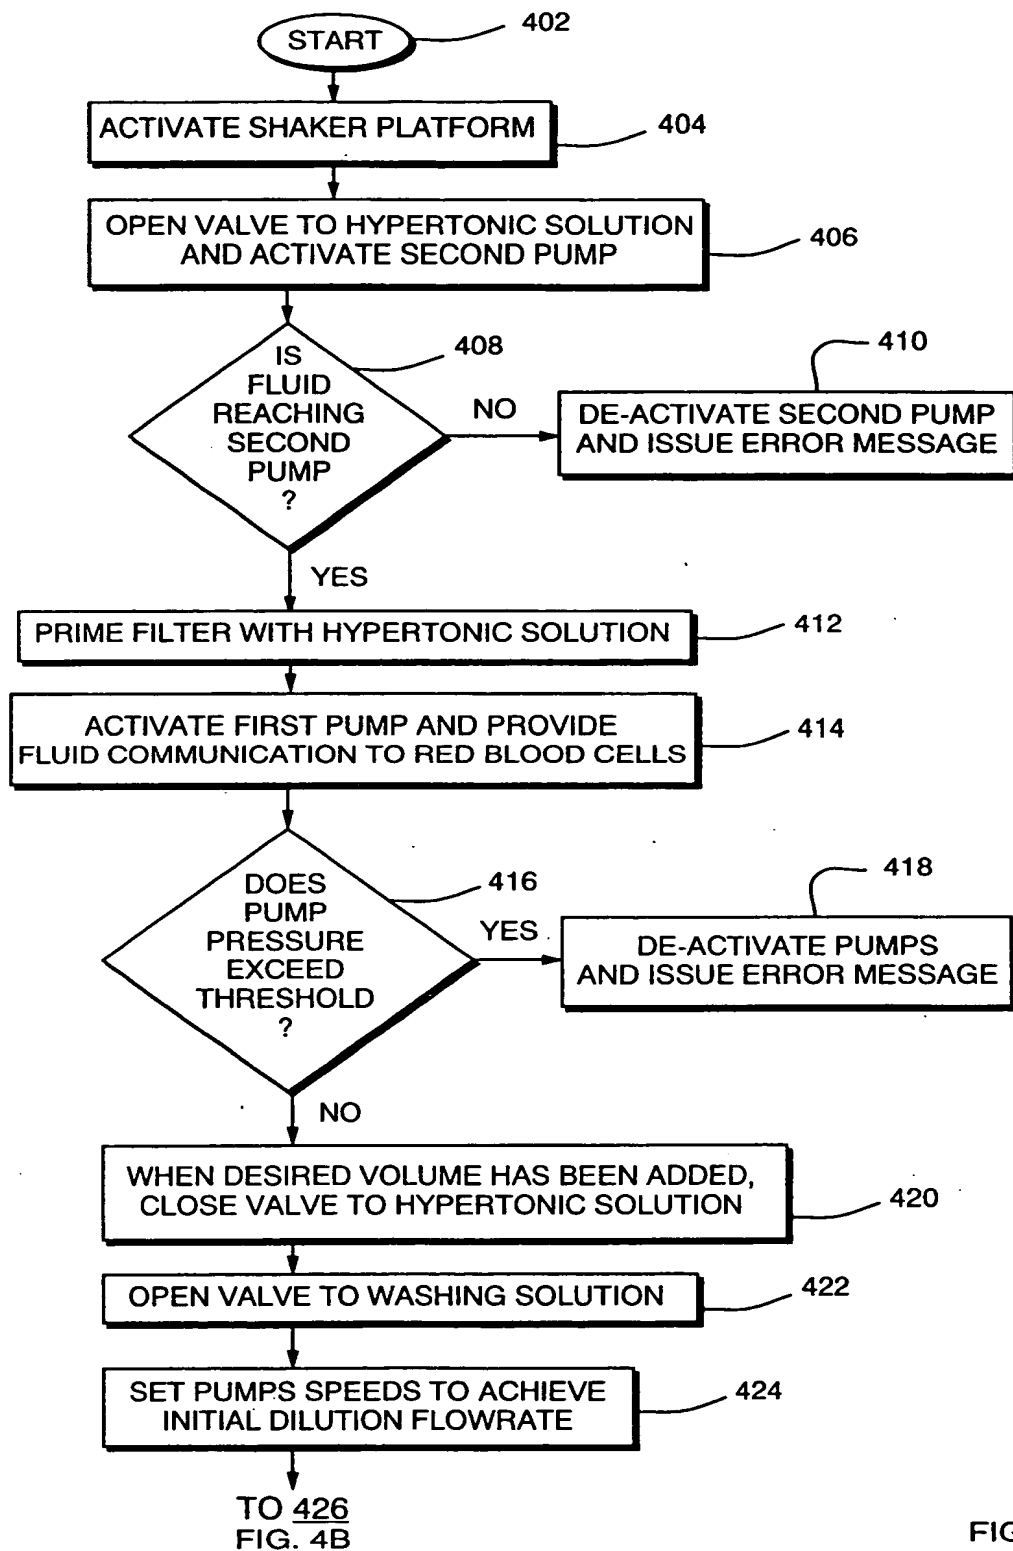 START
402
ACTIVATE SHAKER PLATFORM
404
OPEN VALVE TO HYPERTONIC SOLUTION
AND ACTIVATE SECOND PUMP
406
IS
FLUID
REACHING
SECOND
PUMP
?
408
NO
410
DE-ACTIVATE SECOND PUMP
AND ISSUE ERROR MESSAGE
YES
PRIME FILTER WITH HYPERTONIC SOLUTION
412
ACTIVATE FIRST PUMP AND PROVIDE
FLUID COMMUNICATION TO RED BLOOD CELLS
414
DOES
PUMP
PRESSURE
EXCEED
THRESHOLD
?
416
YES
418
DE-ACTIVATE PUMPS
AND ISSUE ERROR MESSAGE
NO
WHEN DESIRED VOLUME HAS BEEN ADDED,
CLOSE VALVE TO HYPERTONIC SOLUTION
420
OPEN VALVE TO WASHING SOLUTION
422
SET PUMPS SPEEDS TO ACHIEVE
INITIAL DILUTION FLOWRATE
424
TO 426
FIG. 4B
FIG